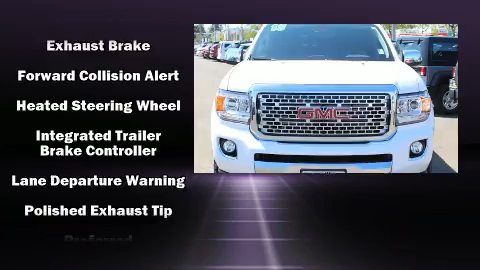 Exhaust Brake
Forward Collision Alert
Heated Steering Wheel
Integrated Trailer
Brake Controller
Lane Departure Warning
Polished Exhaust Tip
Preferred
GMC